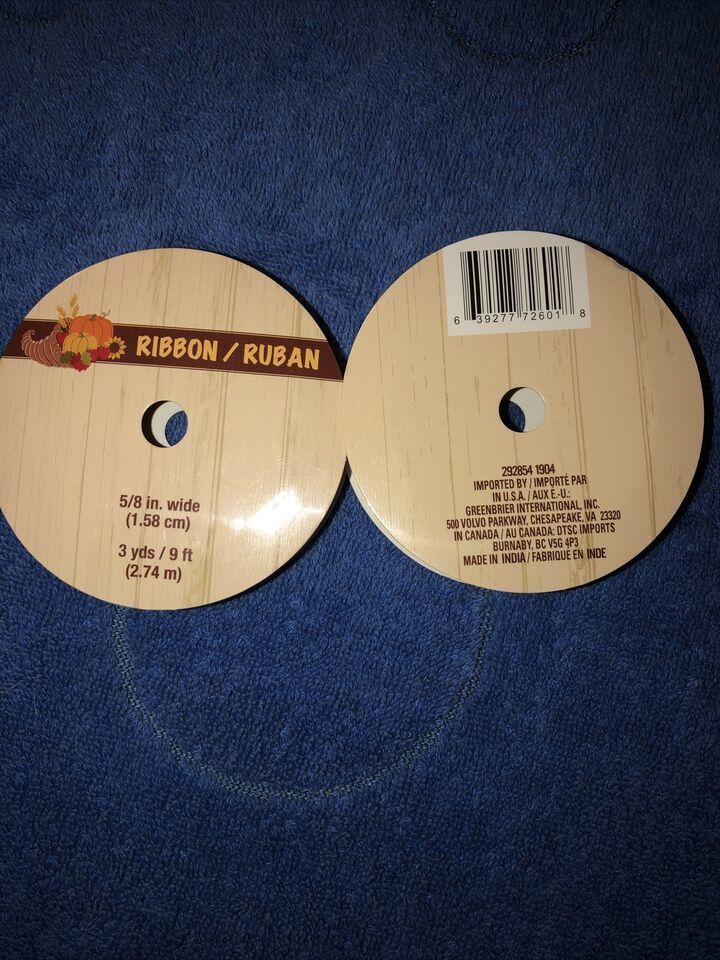 RIBBON / RUBAN
5/8 in. wide
(1.58 cm)
3 yds / 9 ft
(2.74 m)
6 39277 72601 8
292854 1904
IMPORTED BY / IMPORTÉ PAR
IN U.S.A. / AUX E.-U.:
GREENBRIER INTERNATIONAL, INC.
500 VOLVO PARKWAY, CHESAPEAKE, VA 23320
IN CANADA / AU CANADA: DTSC IMPORTS
BURNABY, BC V5G 4P3
MADE IN INDIA / FABRIQUE EN INDE